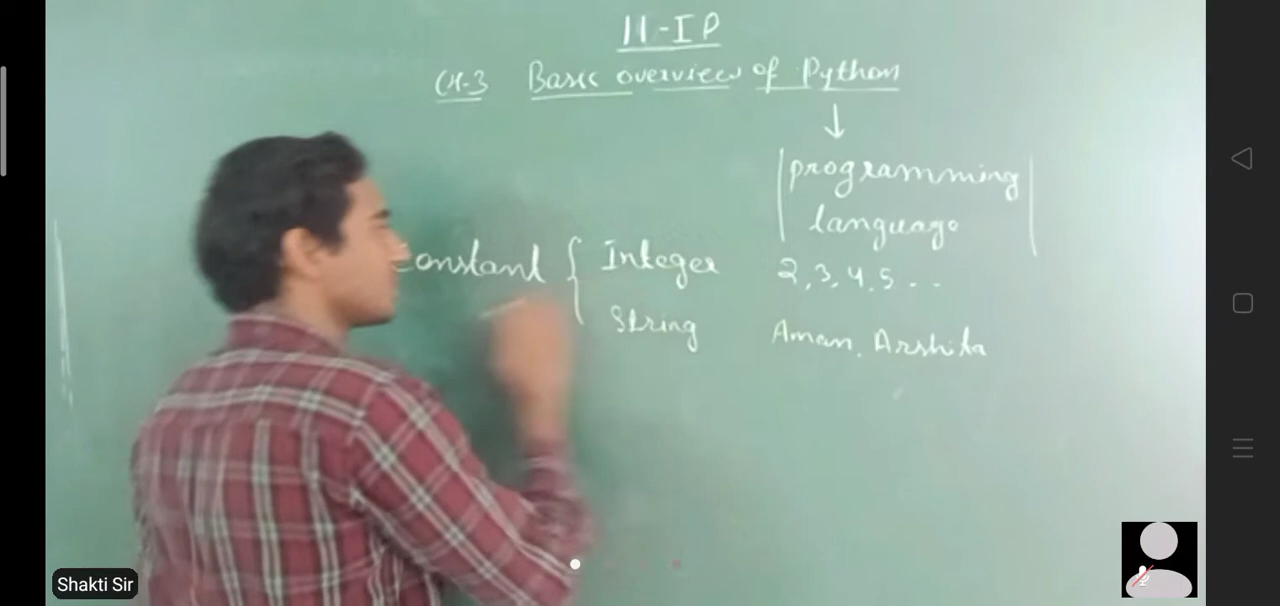 11-IP
CH-3 Basic overview of Python
↓
programming
language
Constant { Integer 2, 3, 4, 5 . .
String Aman, Arshita
Shakti Sir